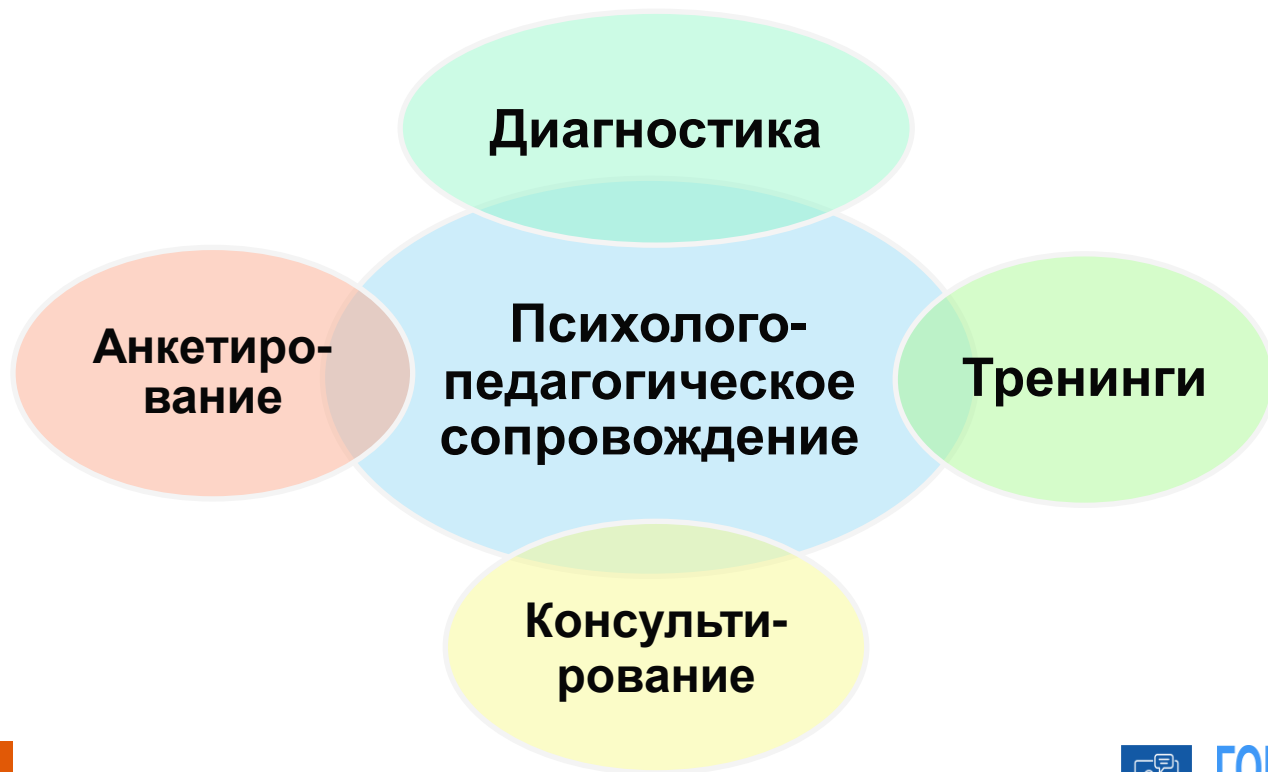 Диагностика
Анкетиро-
вание
Психолого-
педагогическое
сопровождение
Тренинги
Консульти-
рование